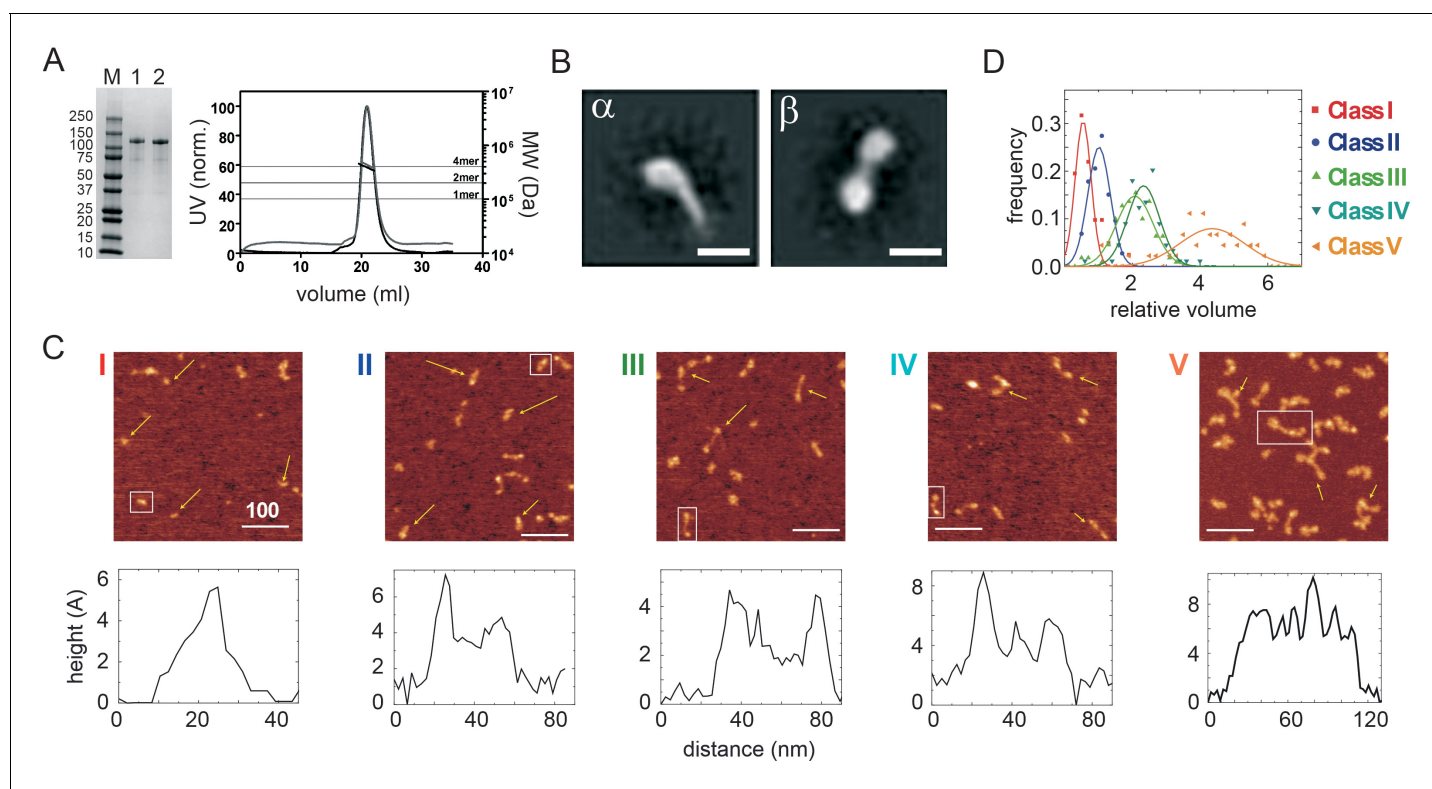 A
M 1 2
250
150
100
75
50
37
25
20
15
10
UV (norm.)
100
80
60
40
20
0
4mer
2mer
1mer
10⁷
10⁶
10⁵
10⁴
MW (Da)
0 10 20 30 40
volume (ml)
B
α
β
D
frequency
0.3
0.2
0.1
0.0
2 4 6
relative volume
Class I
Class II
Class III
Class IV
Class V
C
I
100
II
III
IV
V
height (A)
6
4
2
0
0 20 40
6
4
2
0
0 40 80
4
2
0
0 40 80
8
4
0
0 40 80
8
4
0
0 60 120
distance (nm)